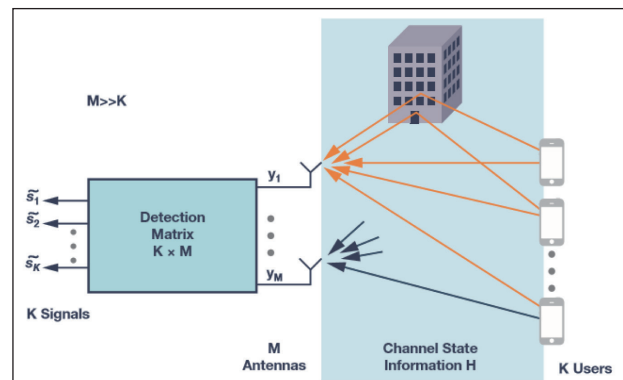 M>>K
y₁
s̃₁
s̃₂
s̃K
Detection
Matrix
K × M
yM
K Signals
M
Antennas
Channel State
Information H
K Users